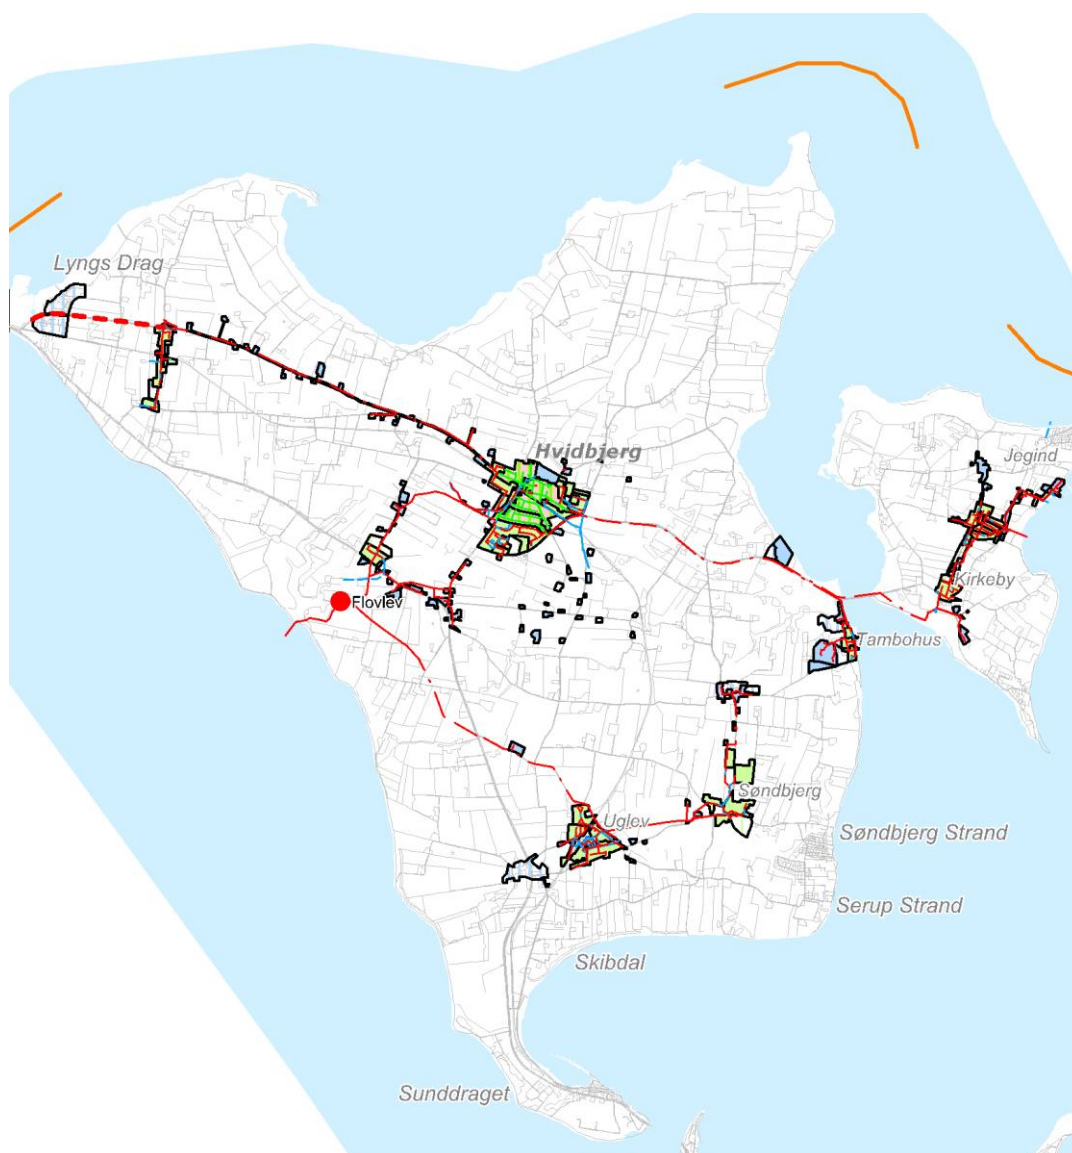 Lyngs Drag
Hvidbjerg
Jegind
Kirkeby
Flovlev
Tambohus
Søndbjerg
Uglev
Søndbjerg Strand
Serup Strand
Skibdal
Sunddraget